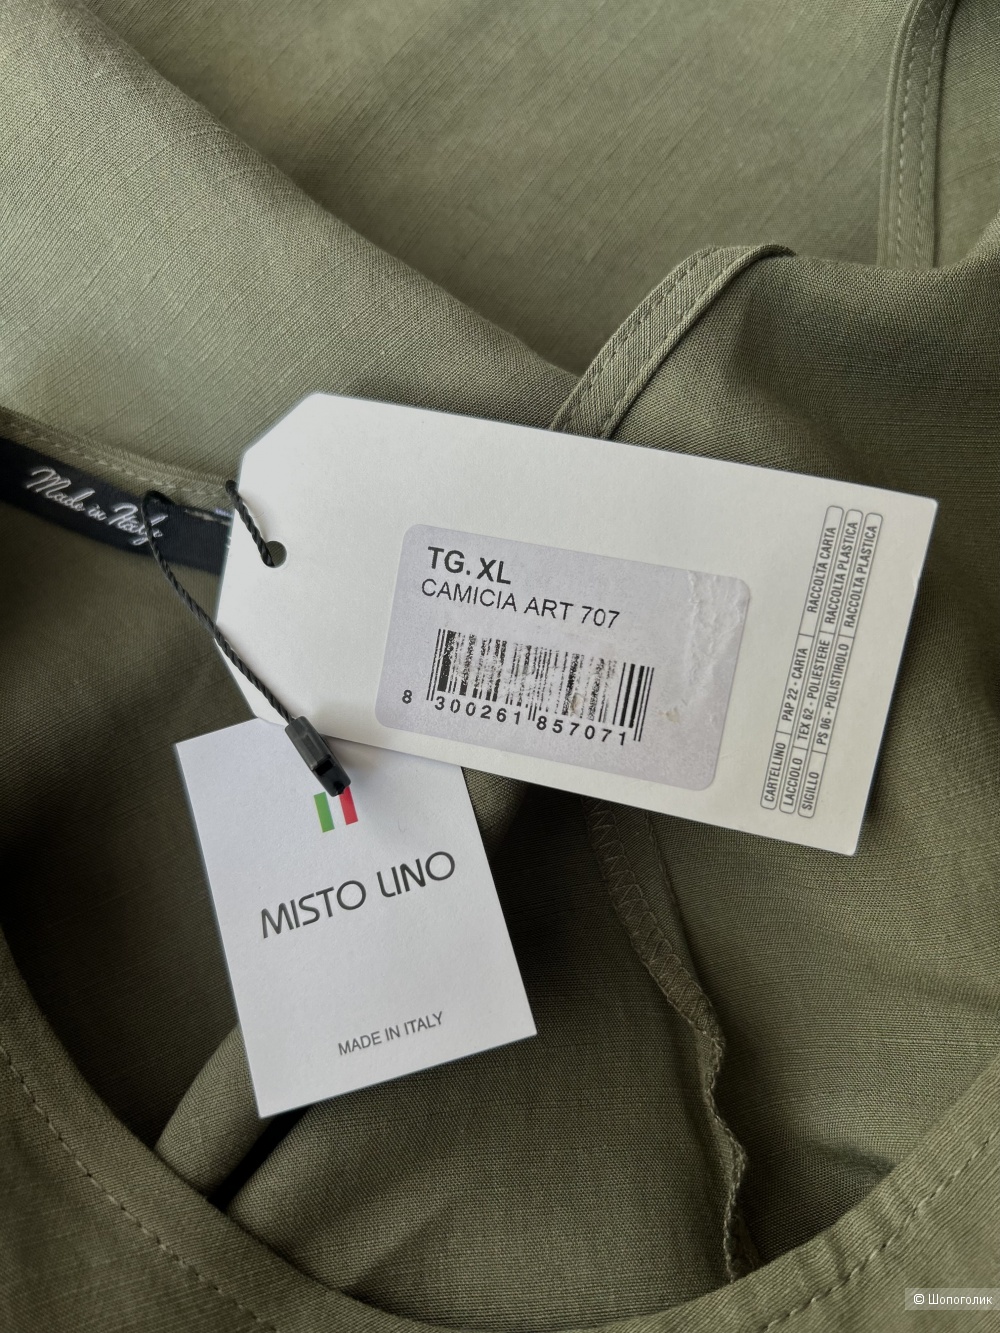 Made in Italy
TG. XL
CAMICIA ART 707
8 300261 857071
CARTELLINO | PAP 22 - CARTA | RACCOLTA CARTA
LACCIOLO | TEX 62 - POLIESTERE | RACCOLTA PLASTICA
SIGILLO | PS 06 - POLISTIROLO | RACCOLTA PLASTICA
MISTO LINO
MADE IN ITALY
© Шопоголик